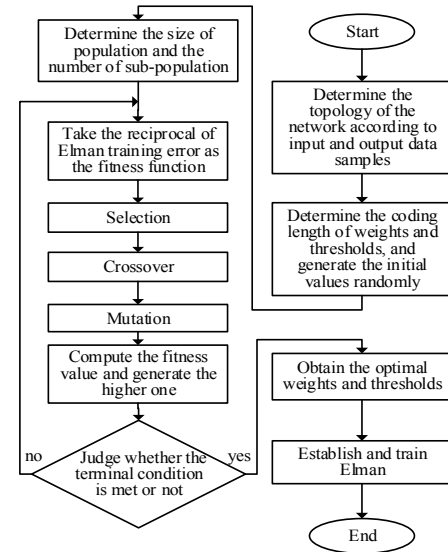 Start
Determine the
topology of the
network according to
input and output data
samples
Determine the coding
length of weights and
thresholds, and
generate the initial
values randomly
Determine the size of
population and the
number of sub-population
Take the reciprocal of
Elman training error as
the fitness function
Selection
Crossover
Mutation
Compute the fitness
value and generate the
higher one
Judge whether the
terminal condition
is met or not
no
yes
Obtain the optimal
weights and thresholds
Establish and train
Elman
End